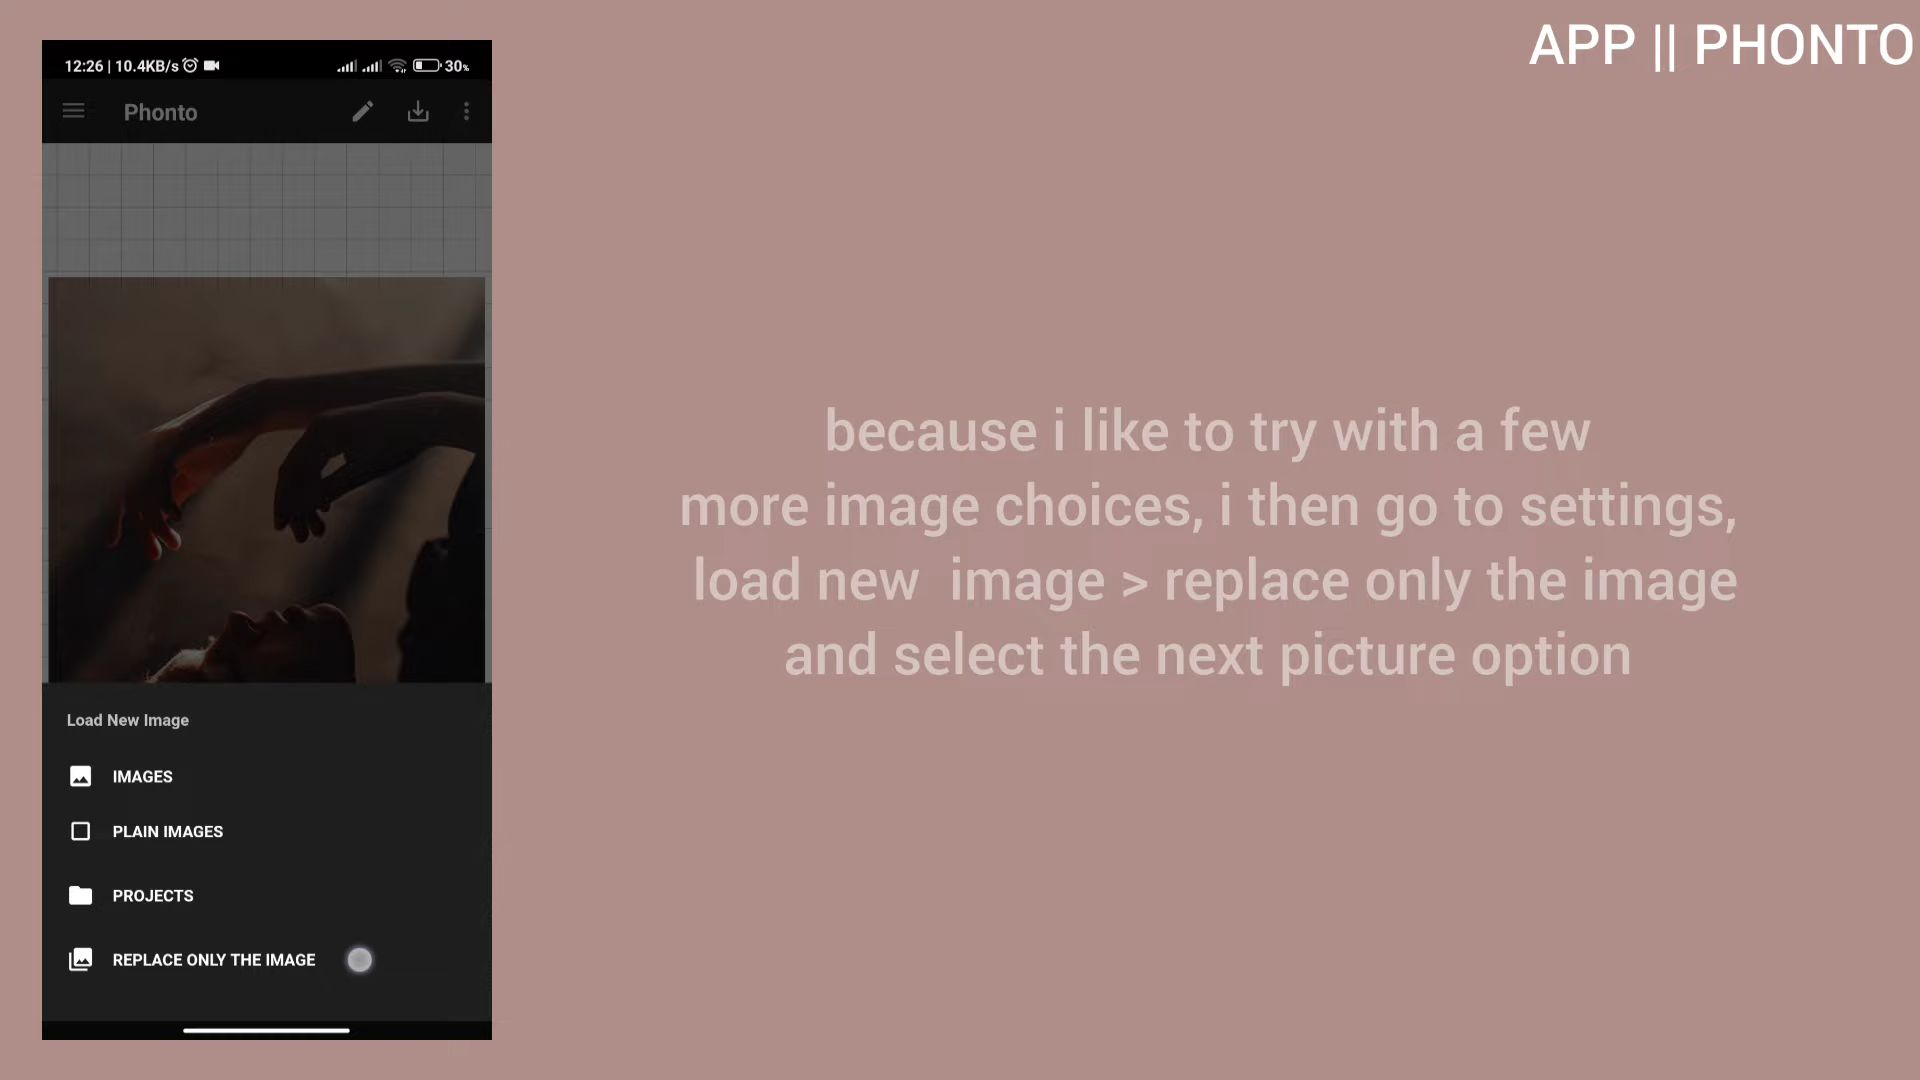 APP || PHONTO
12:26 | 10.4KB/s 30%
Phonto
because i like to try with a few
more image choices, i then go to settings,
load new  image > replace only the image
and select the next picture option
Load New Image
IMAGES
PLAIN IMAGES
PROJECTS
REPLACE ONLY THE IMAGE